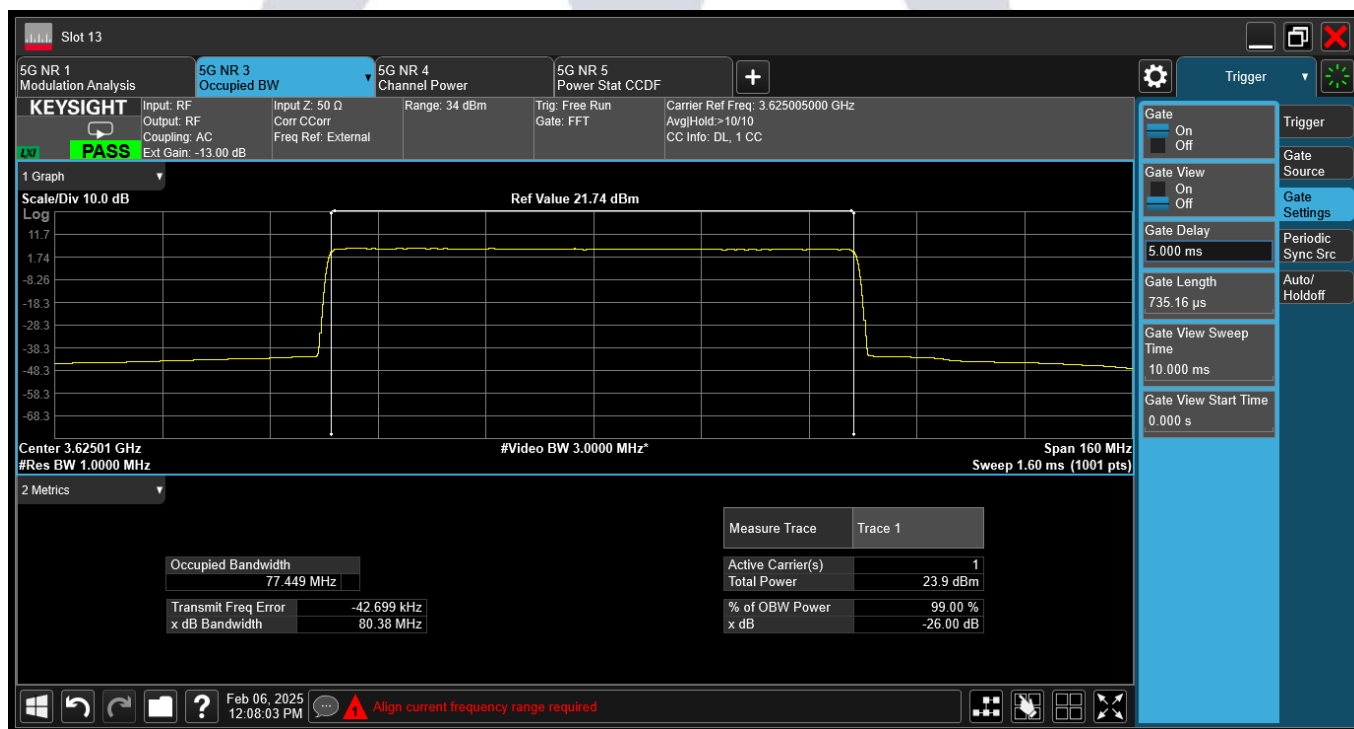 Slot 13
5G NR 1
Modulation Analysis
5G NR 3
Occupied BW
5G NR 4
Channel Power
5G NR 5
Power Stat CCDF
Trigger
KEYSIGHT
LXI
PASS
Input: RF
Output: RF
Coupling: AC
Ext Gain: -13.00 dB
Input Z: 50 Ω
Corr CCorr
Freq Ref: External
Range: 34 dBm
Trig: Free Run
Gate: FFT
Carrier Ref Freq: 3.625005000 GHz
Avg|Hold:>10/10
CC Info: DL, 1 CC
1 Graph
Scale/Div 10.0 dB
Ref Value 21.74 dBm
Log
11.7
1.74
-8.26
-18.3
-28.3
-38.3
-48.3
-58.3
-68.3
Center 3.62501 GHz
#Video BW 3.0000 MHz*
Span 160 MHz
#Res BW 1.0000 MHz
Sweep 1.60 ms (1001 pts)
2 Metrics
Measure Trace Trace 1
Occupied Bandwidth
77.449 MHz
Transmit Freq Error -42.699 kHz
x dB Bandwidth 80.38 MHz
Active Carrier(s) 1
Total Power 23.9 dBm
% of OBW Power 99.00 %
x dB -26.00 dB
Gate
On
Off
Gate View
On
Off
Gate Delay
5.000 ms
Gate Length
735.16 µs
Gate View Sweep
Time
10.000 ms
Gate View Start Time
0.000 s
Trigger
Gate
Source
Gate
Settings
Periodic
Sync Src
Auto/
Holdoff
?
Feb 06, 2025
12:08:03 PM
1
Align current frequency range required